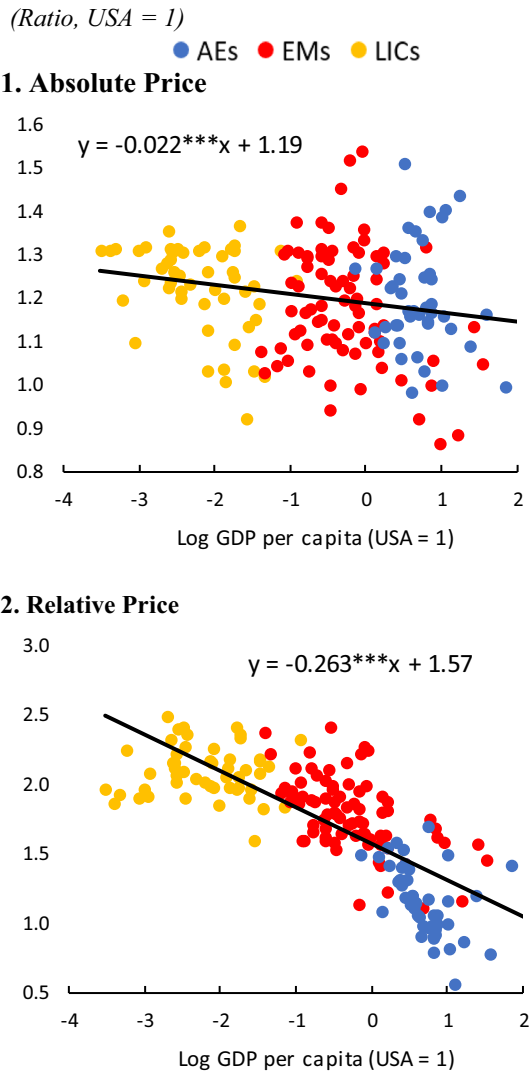 (Ratio, USA = 1)
AEs EMs LICs
1. Absolute Price
y = -0.022***x + 1.19
1.6
1.5
1.4
1.3
1.2
1.1
1.0
0.9
0.8
-4 -3 -2 -1 0 1 2
Log GDP per capita (USA = 1)
2. Relative Price
y = -0.263***x + 1.57
3.0
2.5
2.0
1.5
1.0
0.5
-4 -3 -2 -1 0 1 2
Log GDP per capita (USA = 1)